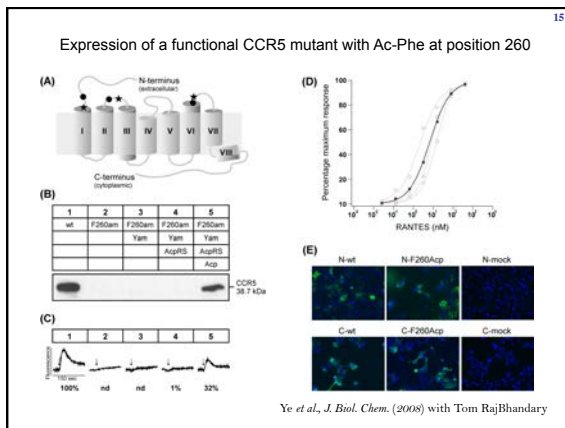 15
Expression of a functional CCR5 mutant with Ac-Phe at position 260
(A)
N-terminus
(extracellular)
I II III IV V VI VII
VIII
C-terminus
(cytoplasmic)
(B)
1 2 3 4 5
wt F260am F260am F260am F260am
Yam Yam Yam
AcpRS AcpRS
Acp
CCR5
38.7 kDa
(C)
1 2 3 4 5
Fluorescence
150 sec
100% nd nd 1% 32%
(D)
Percentage maximum response
100
80
60
40
20
10
RANTES (nM)
(E)
N-wt N-F260Acp N-mock
C-wt C-F260Acp C-mock
Ye et al., J. Biol. Chem. (2008) with Tom RajBhandary